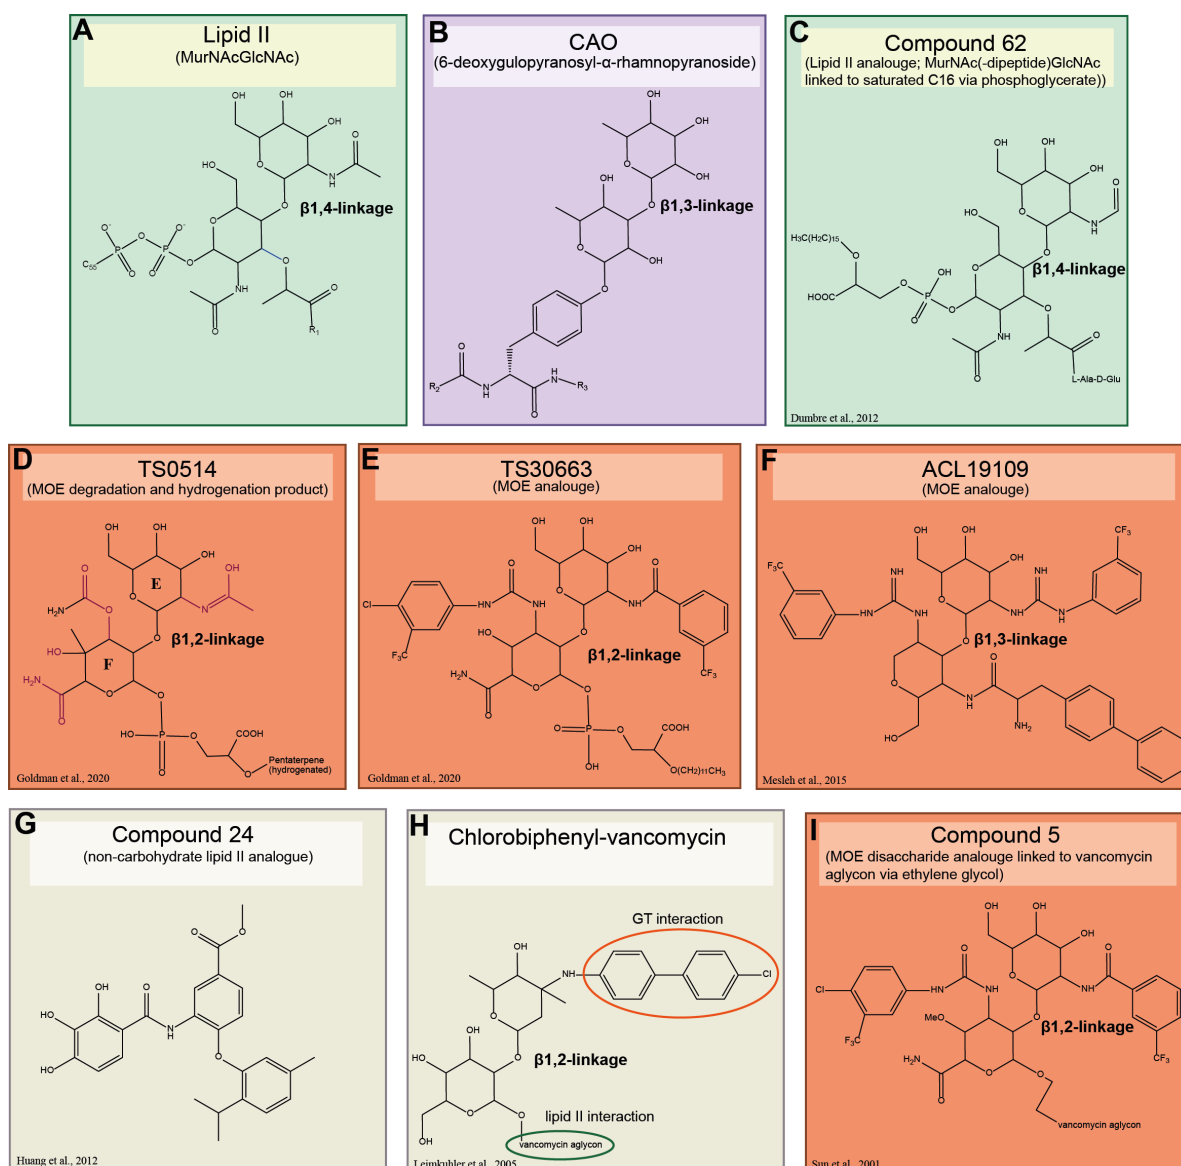 A
Lipid II
(MurNAcGlcNAc)
OH
OH
OH
O
HO
O
NH
β1,4-linkage
O
O
O-
O-
O
P
P
O
C55
O
O
O
NH
O
O
O
R1
B
CAO
(6-deoxygulopyranosyl-α-rhamnopyranoside)
OH
OH
O
OH
OH
O
β1,3-linkage
O
OH
O
O
R2
N
H
H
N
R3
O
C
Compound 62
(Lipid II analouge; MurNAc(-dipeptide)GlcNAc
linked to saturated C16 via phosphoglycerate))
OH
OH
OH
O
O
N
H
HO
H3C(H2C)15
O
O
β1,4-linkage
O
OH
HOOC
O
P
O
O
O
NH
O
O
L-Ala-D-Glu
Dumbre et al., 2012
D
TS0514
(MOE degradation and hydrogenation product)
OH
OH
OH
O
E
OH
O
H2N
O
N
O
β1,2-linkage
HO
F
H2N
O
O
O
HO
P
O
COOH
O
O
Pentaterpene
(hydrogenated)
Goldman et al., 2020
E
TS30663
(MOE analouge)
OH
OH
OH
O
O
O
Cl
NH
NH
NH
F3C
HO
O
β1,2-linkage
CF3
H2N
O
O
O
O
P
O
COOH
OH
O(CH2)11CH3
Goldman et al., 2020
F
ACL19109
(MOE analouge)
OH
OH
CF3
F3C
NH
OH
NH
O
NH
NH
NH
N
H
O
β1,3-linkage
O
O
N
H
NH2
HO
Mesleh et al., 2015
G
Compound 24
(non-carbohydrate lipid II analogue)
O
O
OH
O
HO
N
H
HO
O
Huang et al., 2012
H
Chlorobiphenyl-vancomycin
GT interaction
OH
NH
Cl
O
OH
HO
O
β1,2-linkage
O
O
lipid II interaction
OH
vancomycin aglycon
Leimkuhler et al., 2005
I
Compound 5
(MOE disaccharide analouge linked to vancomycin
aglycon via ethylene glycol)
OH
OH
OH
O
O
O
Cl
NH
NH
NH
F3C
MeO
O
β1,2-linkage
CF3
H2N
O
O
O
vancomycin aglycon
Sun et al., 2001